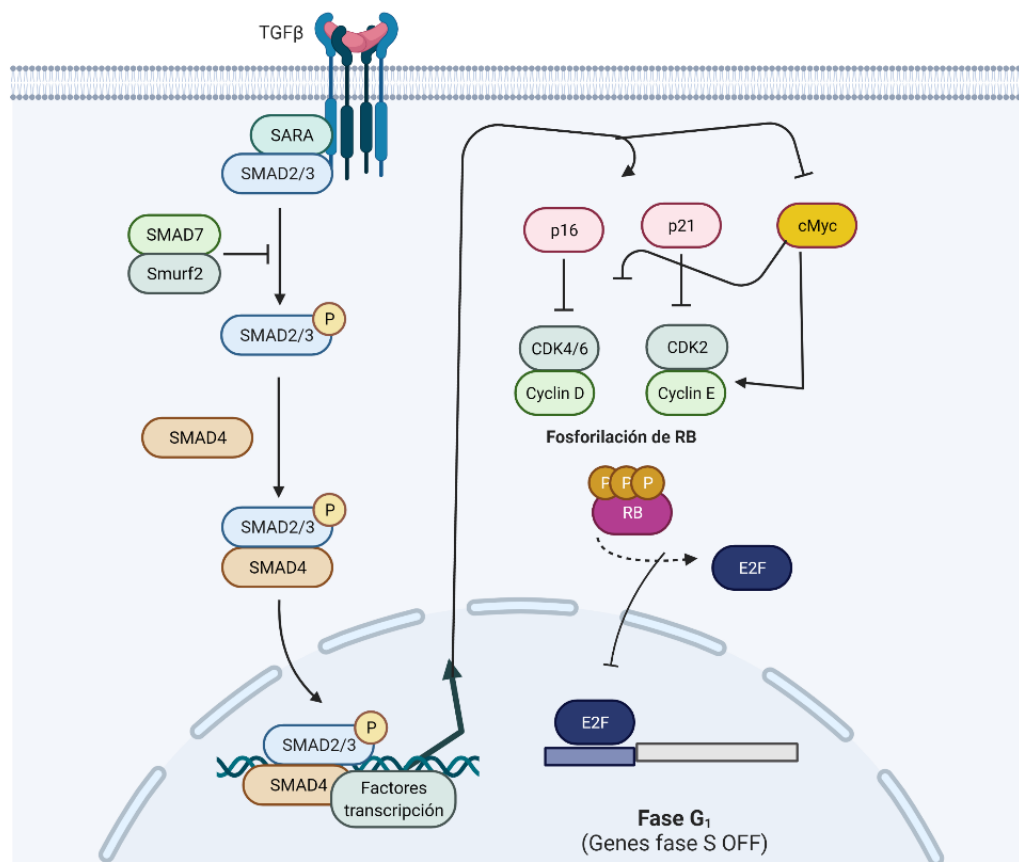 TGFβ
SARA
SMAD2/3
SMAD7
Smurf2
P
SMAD2/3
SMAD4
P
SMAD2/3
SMAD4
P
SMAD2/3
SMAD4
Factores
transcripción
p16
p21
cMyc
CDK4/6
Cyclin D
CDK2
Cyclin E
Fosforilación de RB
P P P
RB
E2F
E2F
Fase G₁
(Genes fase S OFF)